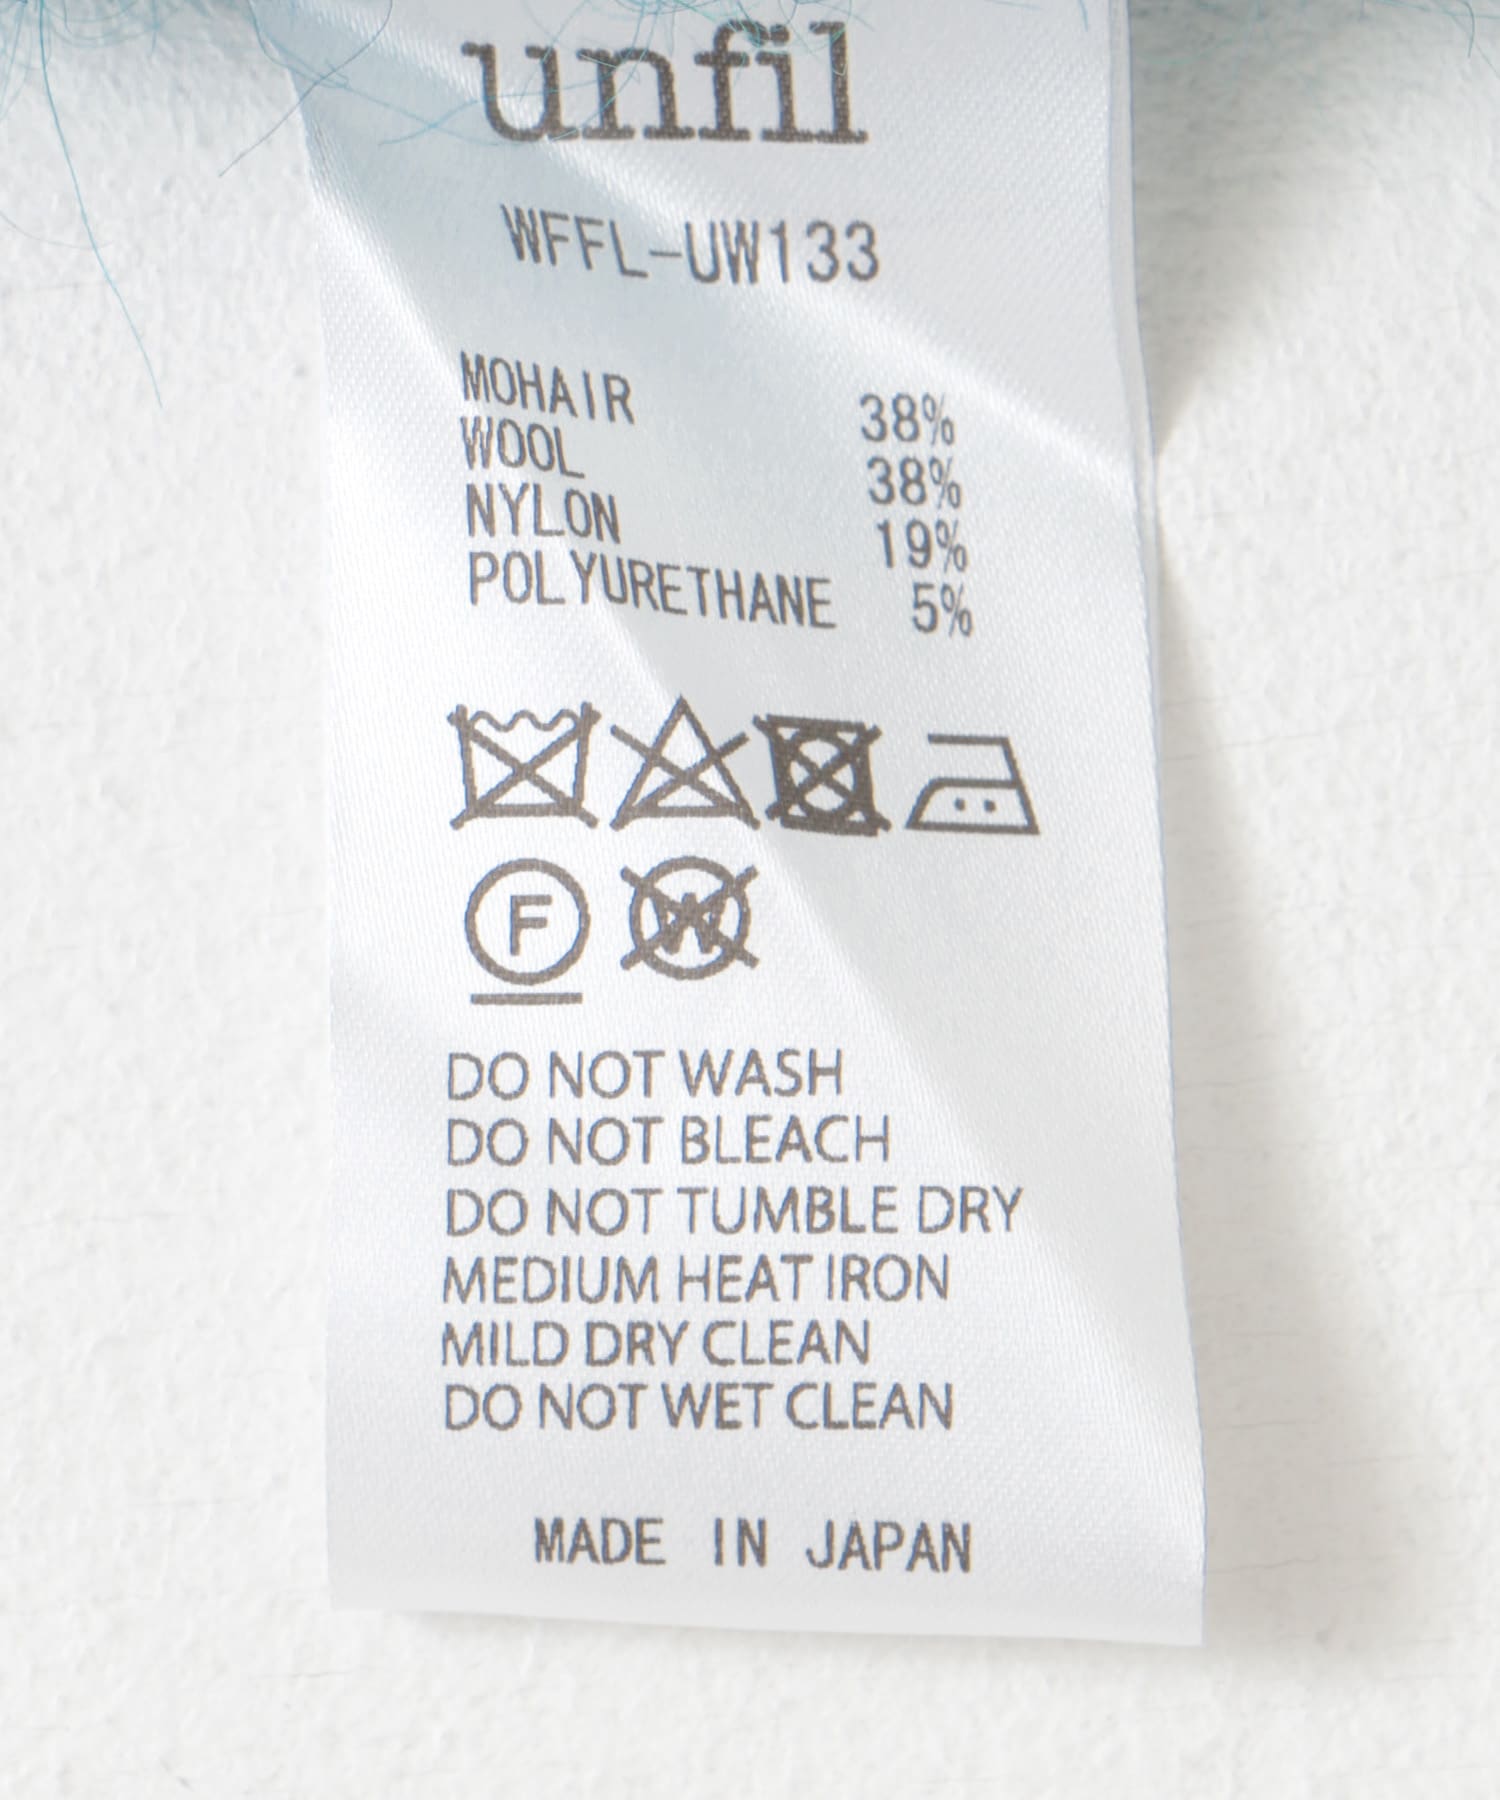 unfil
WFFL-UW133
MOHAIR 38%
WOOL 38%
NYLON 19%
POLYURETHANE 5%
F W
DO NOT WASH
DO NOT BLEACH
DO NOT TUMBLE DRY
MEDIUM HEAT IRON
MILD DRY CLEAN
DO NOT WET CLEAN
MADE IN JAPAN